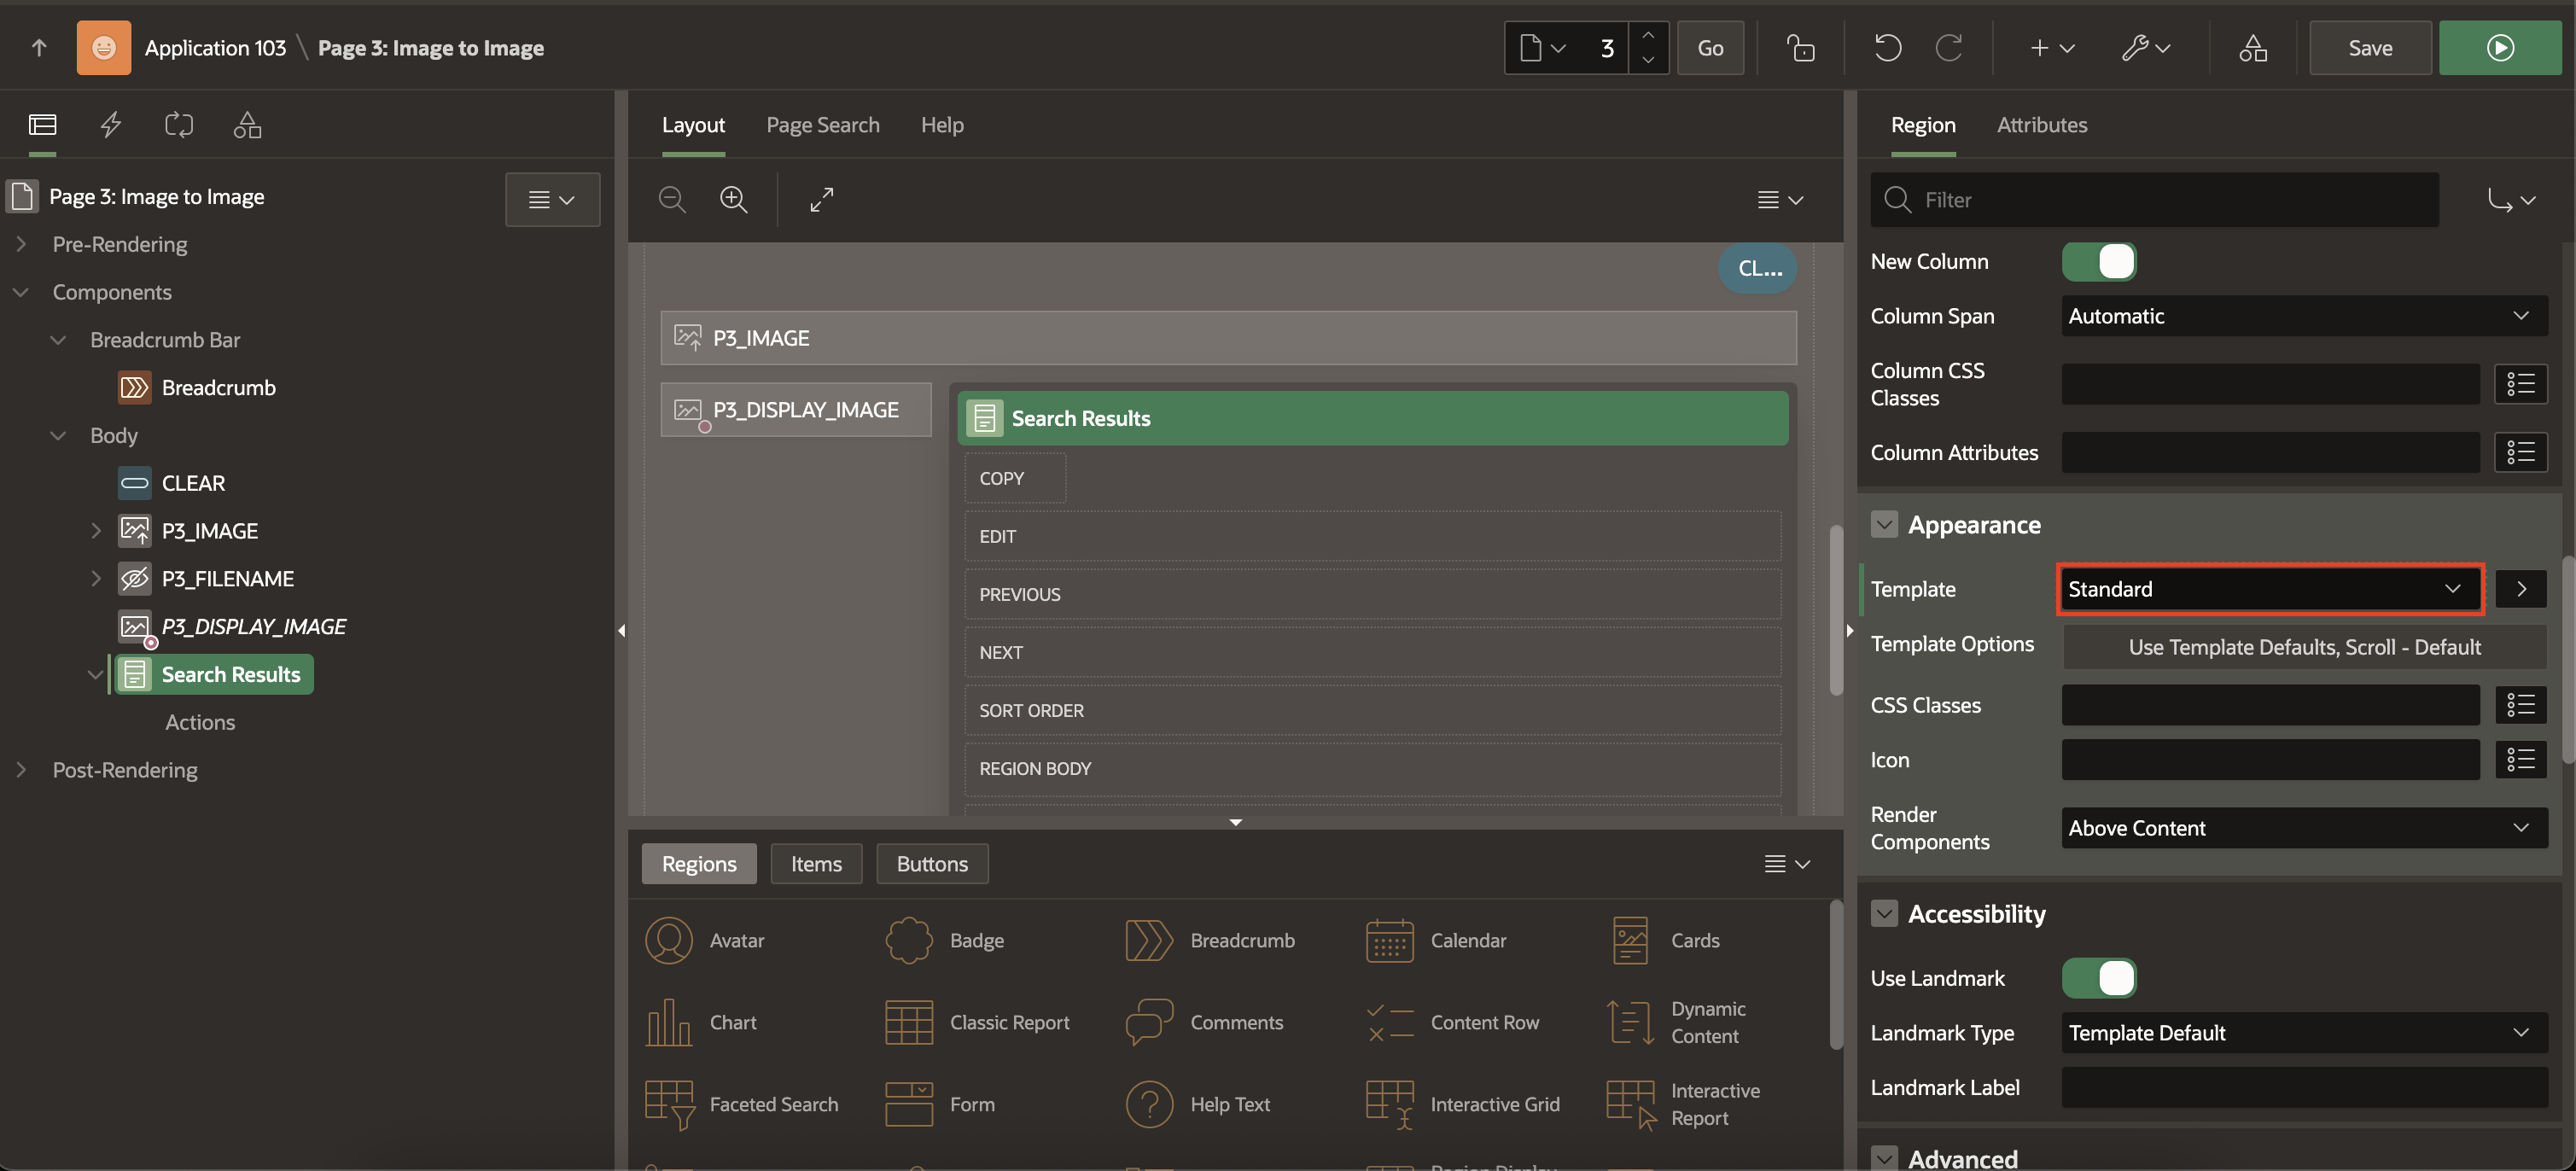 Application 103 \ Page 3: Image to Image
3
Go
Save
Page 3: Image to Image
Pre-Rendering
Components
Breadcrumb Bar
Breadcrumb
Body
CLEAR
P3_IMAGE
P3_FILENAME
P3_DISPLAY_IMAGE
Search Results
Actions
Post-Rendering
Layout
Page Search
Help
CL...
P3_IMAGE
P3_DISPLAY_IMAGE
Search Results
COPY
EDIT
PREVIOUS
NEXT
SORT ORDER
REGION BODY
Regions
Items
Buttons
Avatar
Badge
Breadcrumb
Calendar
Cards
Chart
Classic Report
Comments
Content Row
Dynamic
Content
Faceted Search
Form
Help Text
Interactive Grid
Interactive
Report
Region Display
Region
Attributes
Filter
New Column
Column Span
Automatic
Column CSS
Classes
Column Attributes
Appearance
Template
Standard
Template Options
Use Template Defaults, Scroll - Default
CSS Classes
Icon
Render
Components
Above Content
Accessibility
Use Landmark
Landmark Type
Template Default
Landmark Label
Advanced